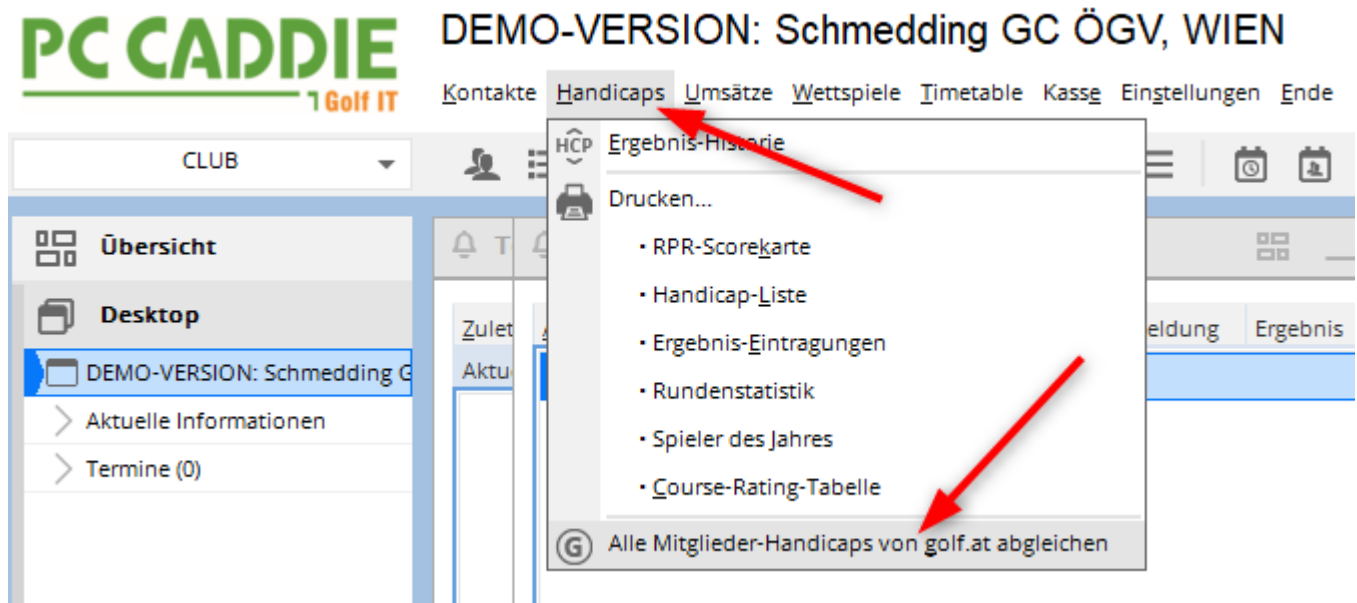 PC CADDIE
Golf IT
DEMO-VERSION: Schmedding GC ÖGV, WIEN
Kontakte Handicaps Umsätze Wettspiele Timetable Kasse Einstellungen Ende
CLUB
HCP Ergebnis-Historie
Drucken...
• RPR-Scorekarte
• Handicap-Liste
• Ergebnis-Eintragungen
• Rundenstatistik
• Spieler des Jahres
• Course-Rating-Tabelle
G Alle Mitglieder-Handicaps von golf.at abgleichen
Übersicht
Desktop
DEMO-VERSION: Schmedding G
Aktuelle Informationen
Termine (0)
T
Zulet
Aktu
eldung Ergebnis